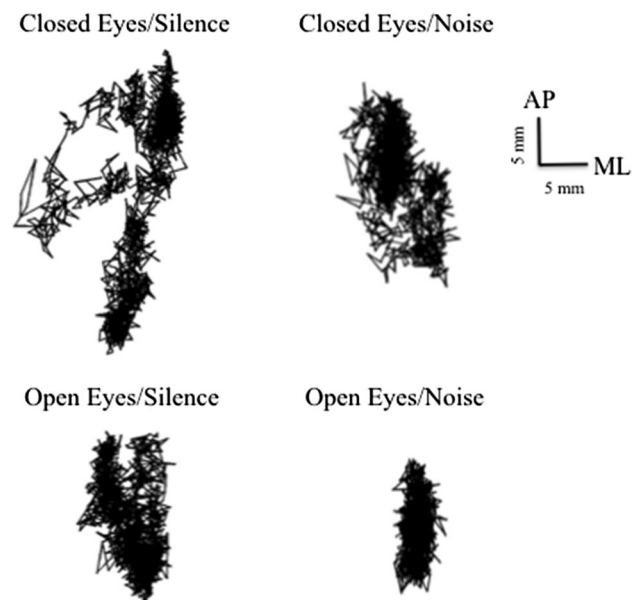 Closed Eyes/Silence
Closed Eyes/Noise
AP
5 mm
ML
5 mm
Open Eyes/Silence
Open Eyes/Noise